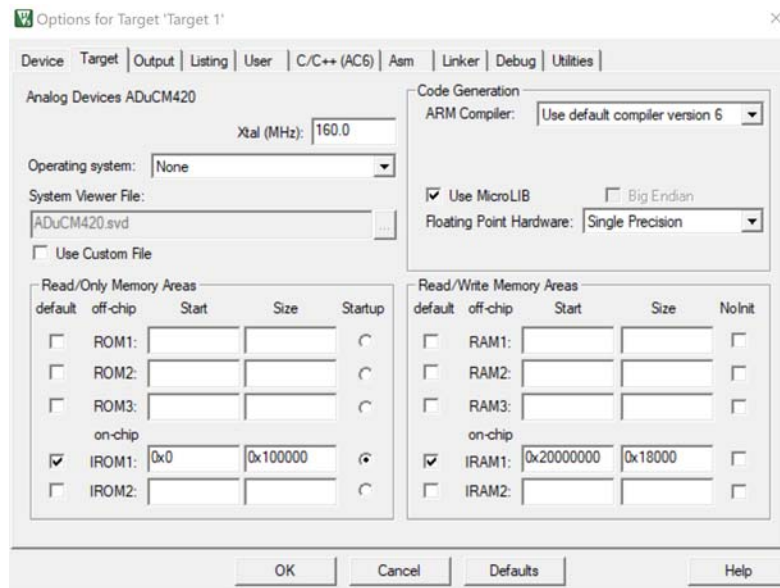 Options for Target 'Target 1'
Device Target Output Listing User C/C++ (AC6) Asm Linker Debug Utilities
Analog Devices ADuCM420
Xtal (MHz): 160.0
Operating system: None
System Viewer File:
ADuCM420.svd ...
Use Custom File
Code Generation
ARM Compiler: Use default compiler version 6
Use MicroLIB Big Endian
Floating Point Hardware: Single Precision
Read/Only Memory Areas
default off-chip Start Size Startup
ROM1:
ROM2:
ROM3:
on-chip
IROM1: 0x0 0x100000
IROM2:
Read/Write Memory Areas
default off-chip Start Size NoInit
RAM1:
RAM2:
RAM3:
on-chip
IRAM1: 0x20000000 0x18000
IRAM2:
OK Cancel Defaults Help